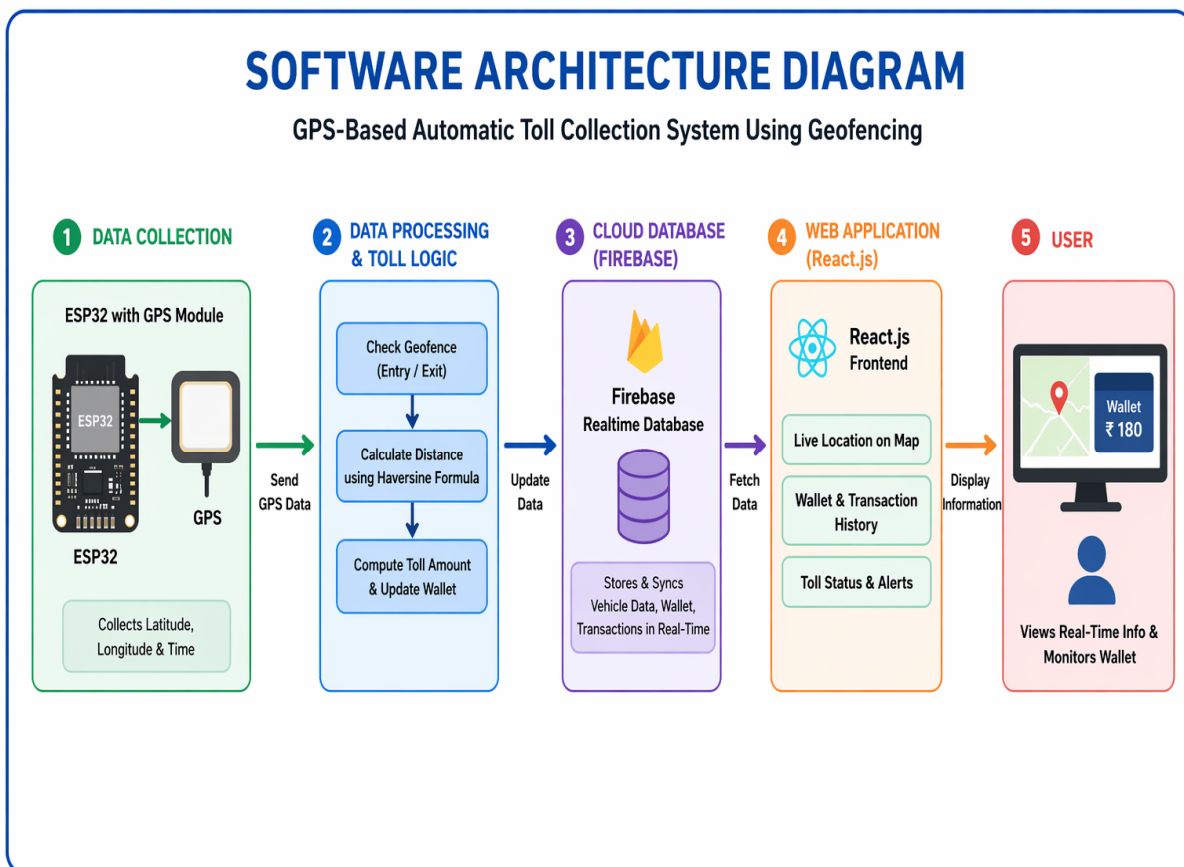 SOFTWARE ARCHITECTURE DIAGRAM
GPS-Based Automatic Toll Collection System Using Geofencing
1 DATA COLLECTION
ESP32 with GPS Module
ESP32
GPS
ESP32
Collects Latitude,
Longitude & Time
Send
GPS Data
2 DATA PROCESSING
& TOLL LOGIC
Check Geofence
(Entry / Exit)
Calculate Distance
using Haversine Formula
Compute Toll Amount
& Update Wallet
Update
Data
3 CLOUD DATABASE
(FIREBASE)
Firebase
Realtime Database
Stores & Syncs
Vehicle Data, Wallet,
Transactions in Real-Time
Fetch
Data
4 WEB APPLICATION
(React.js)
React.js
Frontend
Live Location on Map
Wallet & Transaction
History
Toll Status & Alerts
Display
Information
5 USER
Wallet
₹ 180
Views Real-Time Info &
Monitors Wallet